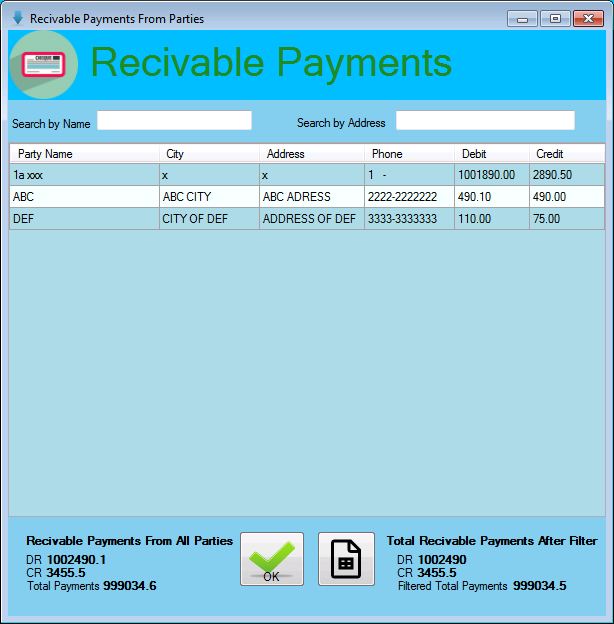 Recivable Payments From Parties
CHEQUE
Recivable Payments
Search by Name Search by Address
Party Name City Address Phone Debit Credit
1a xxx x x 1 - 1001890.00 2890.50
ABC ABC CITY ABC ADRESS 2222-2222222 490.10 490.00
DEF CITY OF DEF ADDRESS OF DEF 3333-3333333 110.00 75.00
Recivable Payments From All Parties
DR 1002490.1
CR 3455.5
Total Payments 999034.6
OK
Total Recivable Payments After Filter
DR 1002490
CR 3455.5
Filtered Total Payments 999034.5